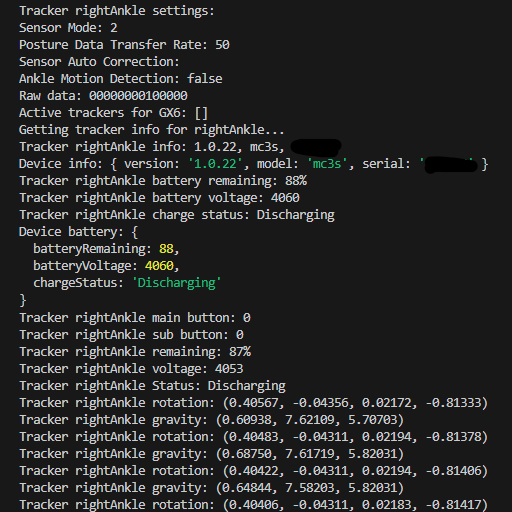 Tracker rightAnkle settings:
Sensor Mode: 2
Posture Data Transfer Rate: 50
Sensor Auto Correction:
Ankle Motion Detection: false
Raw data: 00000000100000
Active trackers for GX6: []
Getting tracker info for rightAnkle...
Tracker rightAnkle info: 1.0.22, mc3s,
Device info: { version: '1.0.22', model: 'mc3s', serial: ' ' }
Tracker rightAnkle battery remaining: 88%
Tracker rightAnkle battery voltage: 4060
Tracker rightAnkle charge status: Discharging
Device battery: {
  batteryRemaining: 88,
  batteryVoltage: 4060,
  chargeStatus: 'Discharging'
}
Tracker rightAnkle main button: 0
Tracker rightAnkle sub button: 0
Tracker rightAnkle remaining: 87%
Tracker rightAnkle voltage: 4053
Tracker rightAnkle Status: Discharging
Tracker rightAnkle rotation: (0.40567, -0.04356, 0.02172, -0.81333)
Tracker rightAnkle gravity: (0.60938, 7.62109, 5.70703)
Tracker rightAnkle rotation: (0.40483, -0.04311, 0.02194, -0.81378)
Tracker rightAnkle gravity: (0.68750, 7.61719, 5.82031)
Tracker rightAnkle rotation: (0.40422, -0.04311, 0.02194, -0.81406)
Tracker rightAnkle gravity: (0.64844, 7.58203, 5.82031)
Tracker rightAnkle rotation: (0.40406, -0.04311, 0.02183, -0.81417)